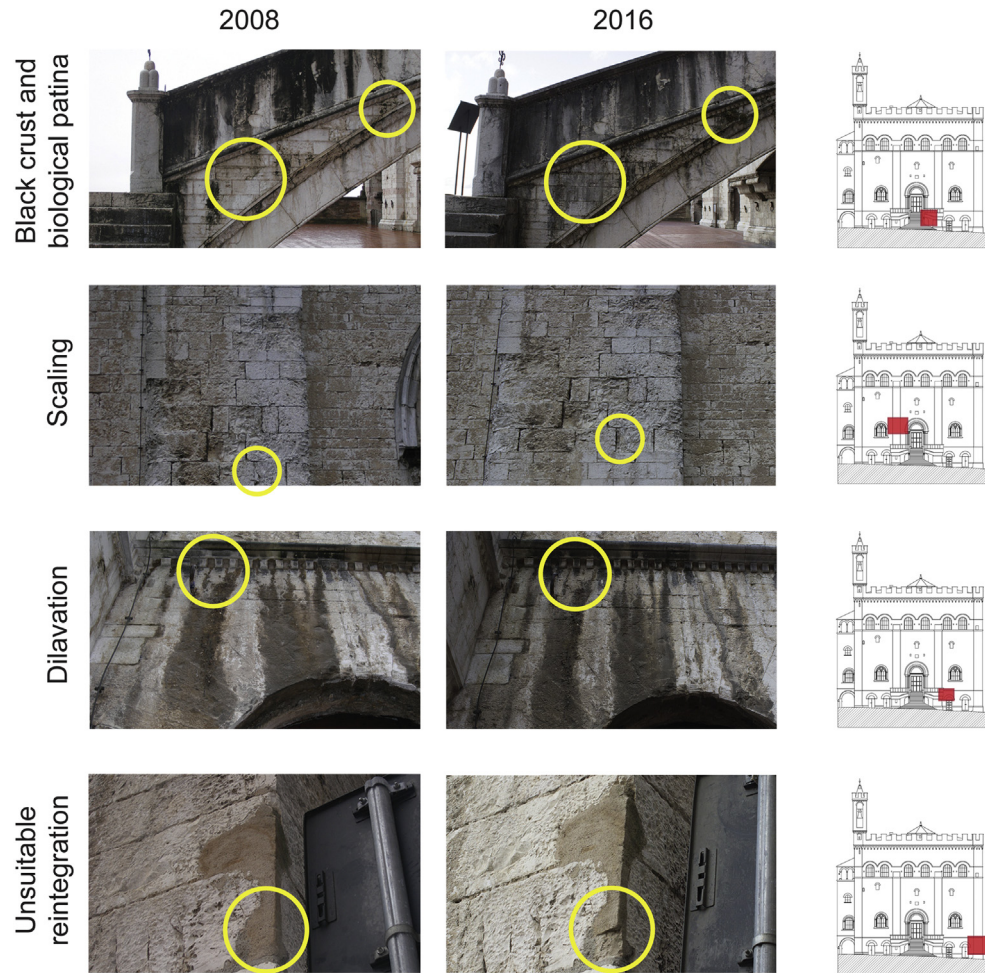 2008
2016
Black crust and
biological patina
Scaling
Dilavation
Unsuitable
reintegration